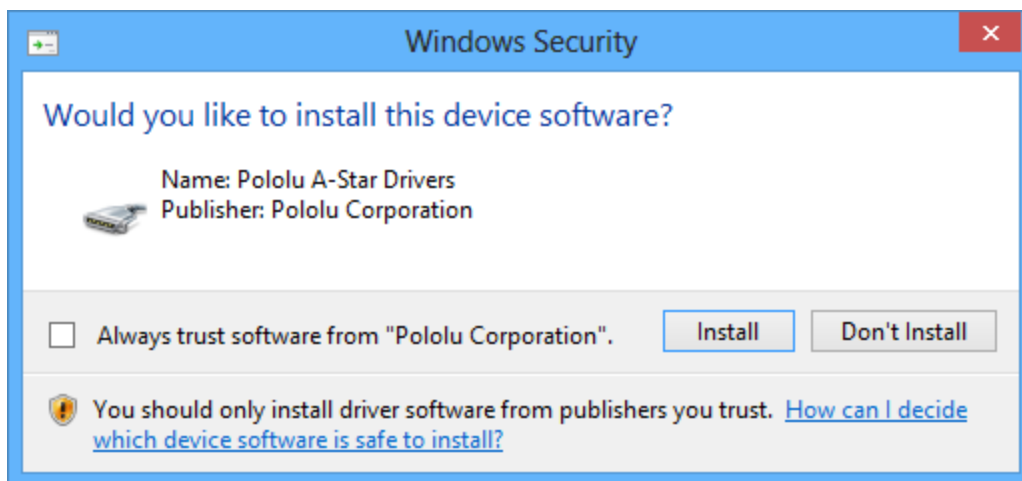 Windows Security
Would you like to install this device software?
Name: Pololu A-Star Drivers
Publisher: Pololu Corporation
Always trust software from "Pololu Corporation".
Install
Don't Install
You should only install driver software from publishers you trust. How can I decide
which device software is safe to install?